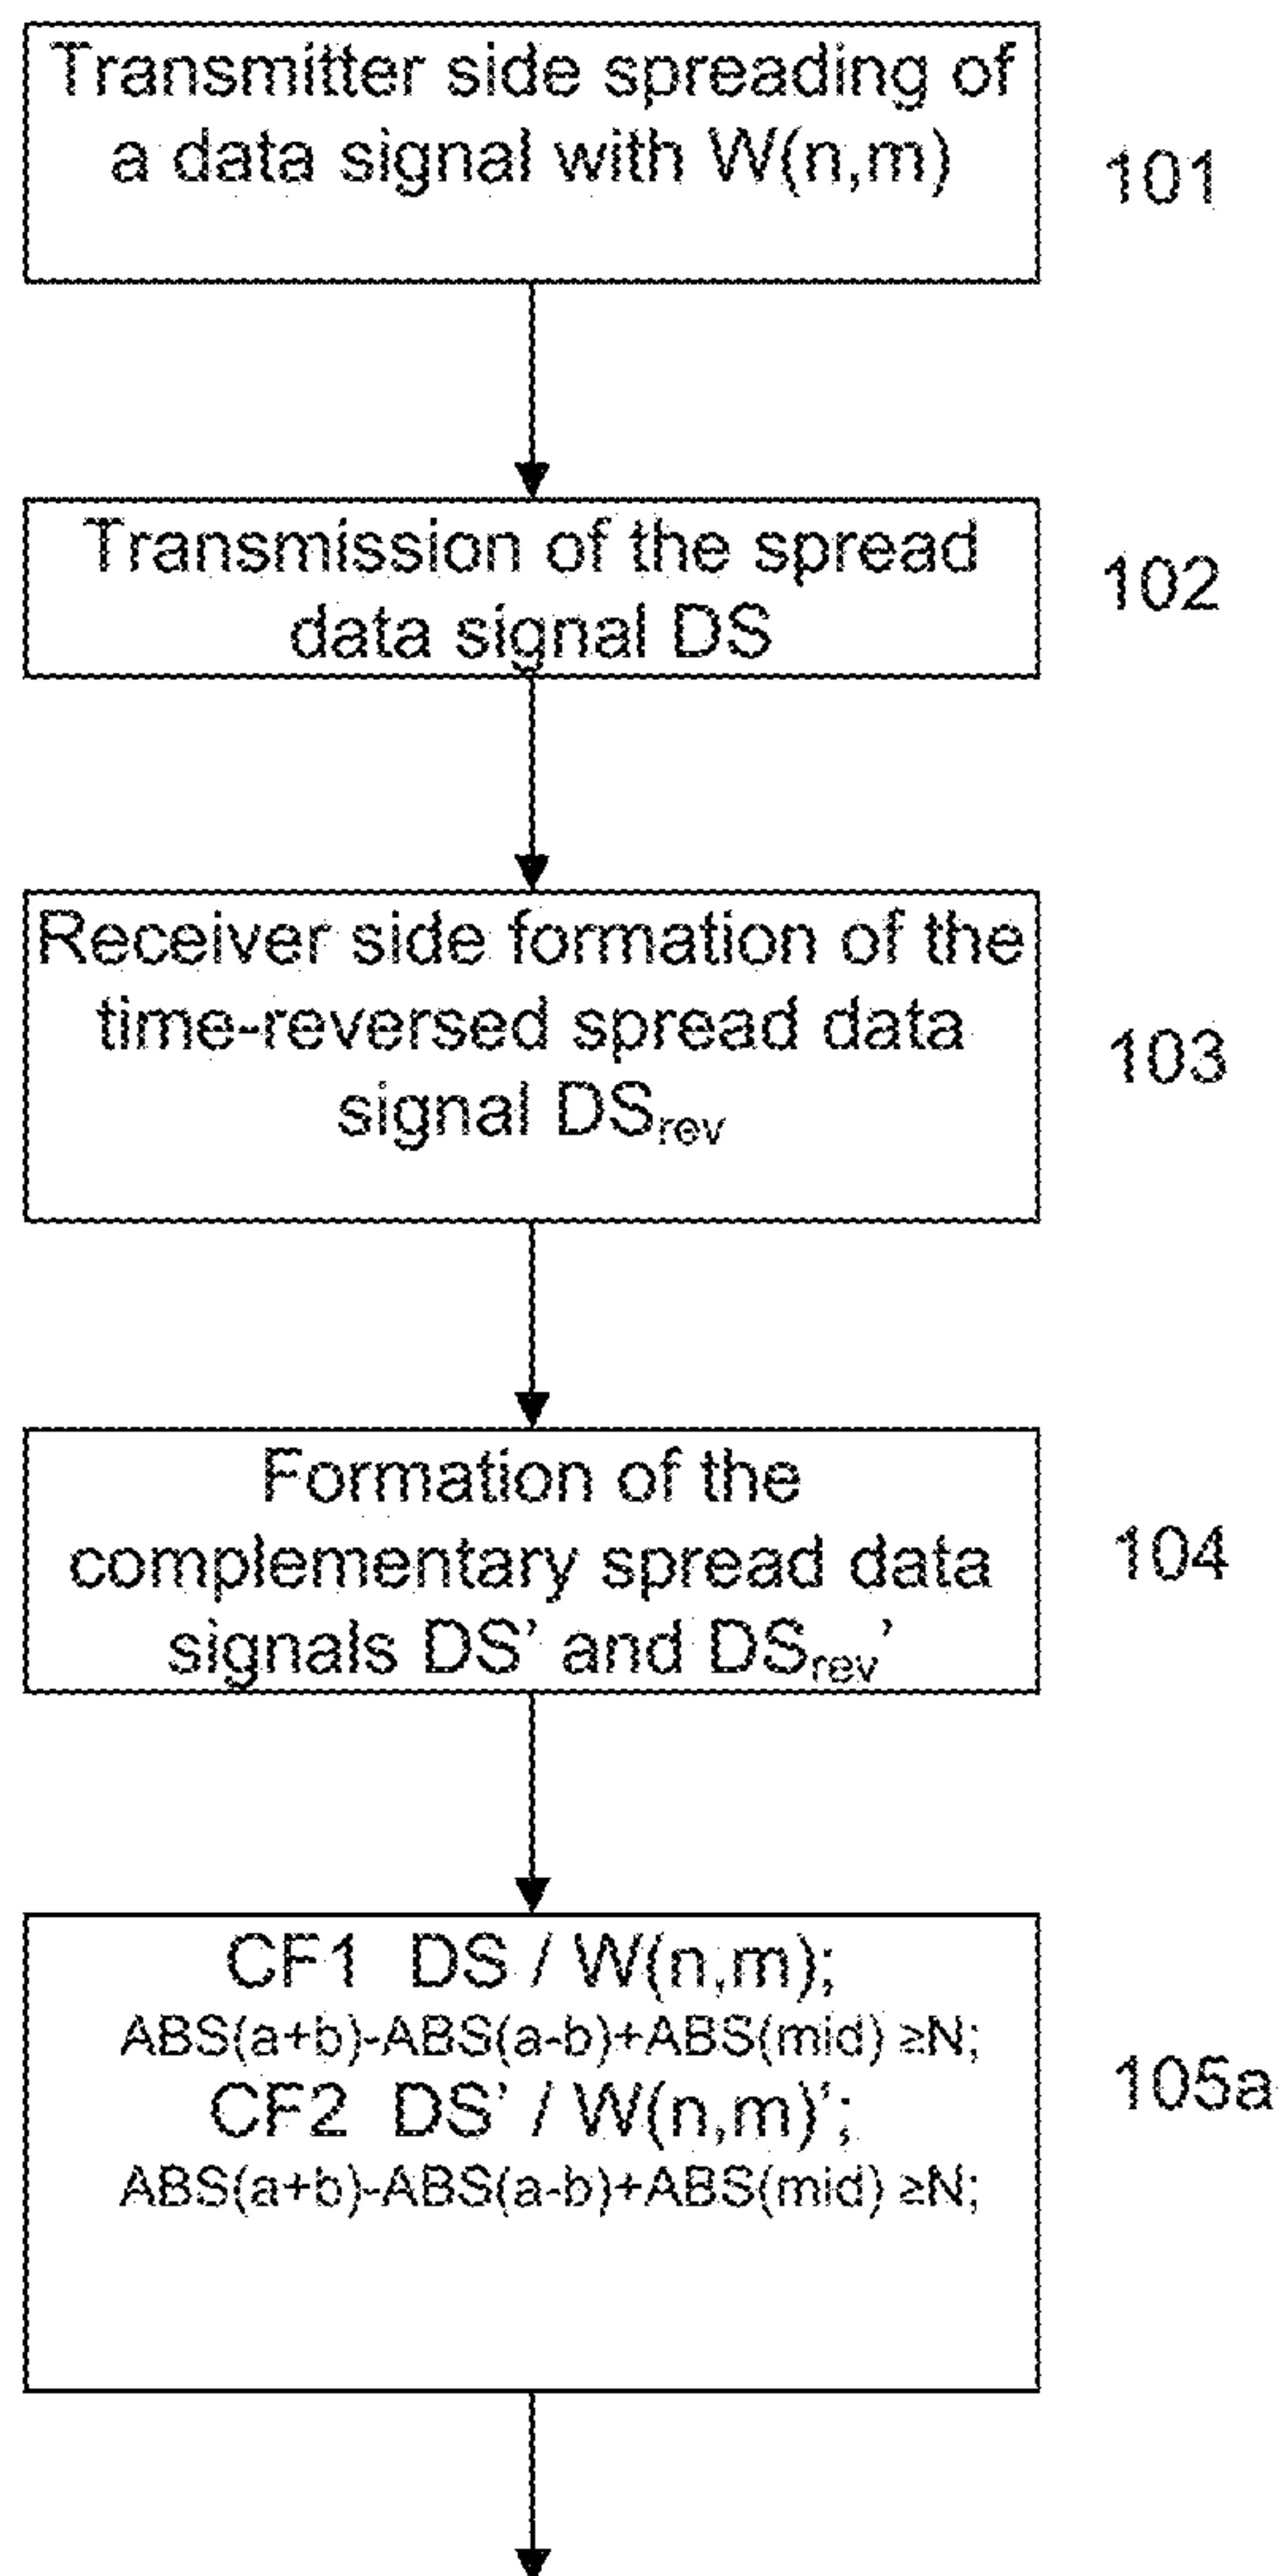 Transmitter side spreading of
a data signal with W(n,m)
101
Transmission of the spread
data signal DS
102
Receiver side formation of the
time-reversed spread data
signal DSrev
103
Formation of the
complementary spread data
signals DS' and DSrev'
104
CF1 DS / W(n,m);
ABS(a+b)-ABS(a-b)+ABS(mid) ≥N;
CF2 DS' / W(n,m)';
ABS(a+b)-ABS(a-b)+ABS(mid) ≥N;
105a